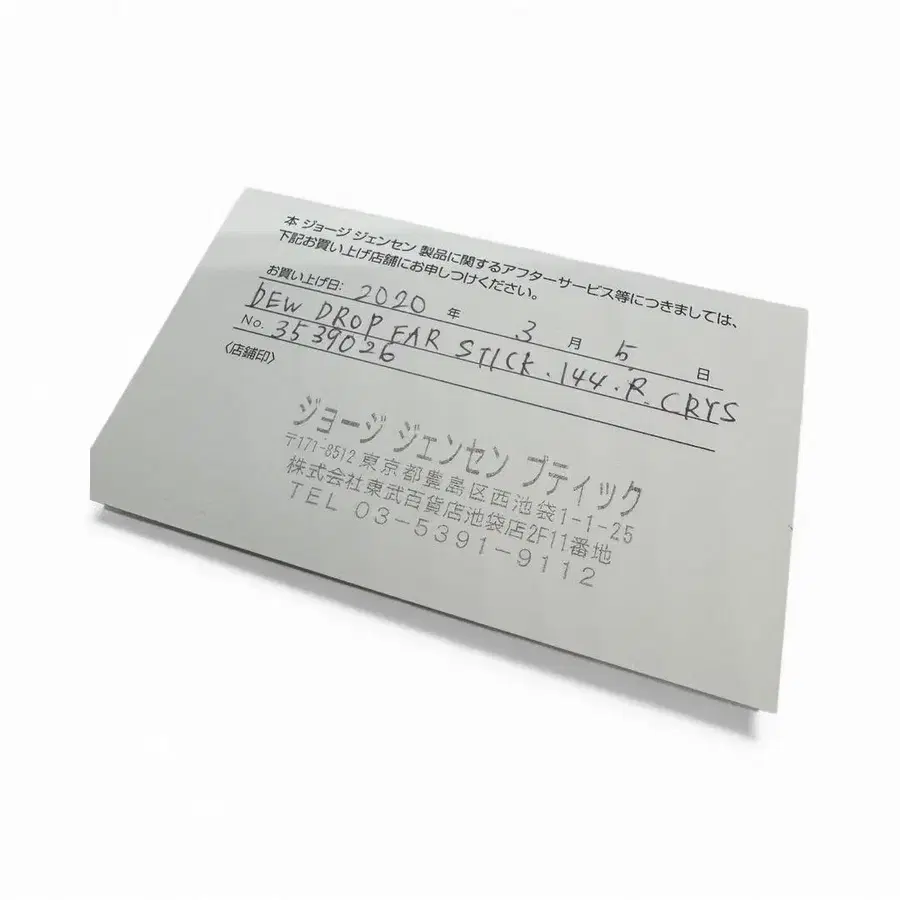 本 ジョージ ジェンセン 製品に関するアフターサービス等につきましては、
下記お買い上げ店舗にお申しつけください。
お買い上げ日: 2020 年 3 月 5 日
DEW DROP EAR STICK . 144 . R. CRYS
No. 3539026
〈店舗印〉
ジョージ ジェンセン ブティック
〒171-8512 東京都豊島区西池袋1-1-25
株式会社東武百貨店池袋店2F11番地
TEL 03-5391-9112